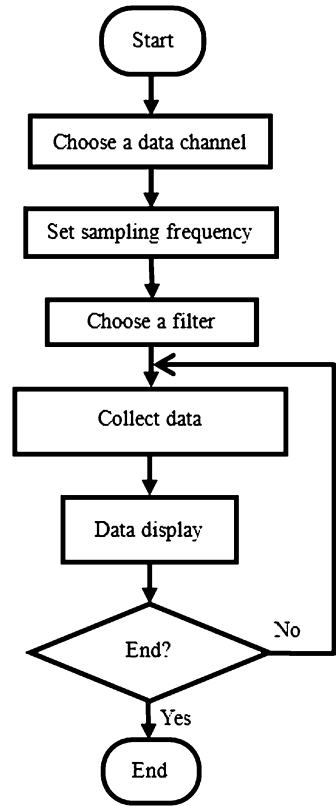 Start
Choose a data channel
Set sampling frequency
Choose a filter
Collect data
Data display
End?
No
Yes
End